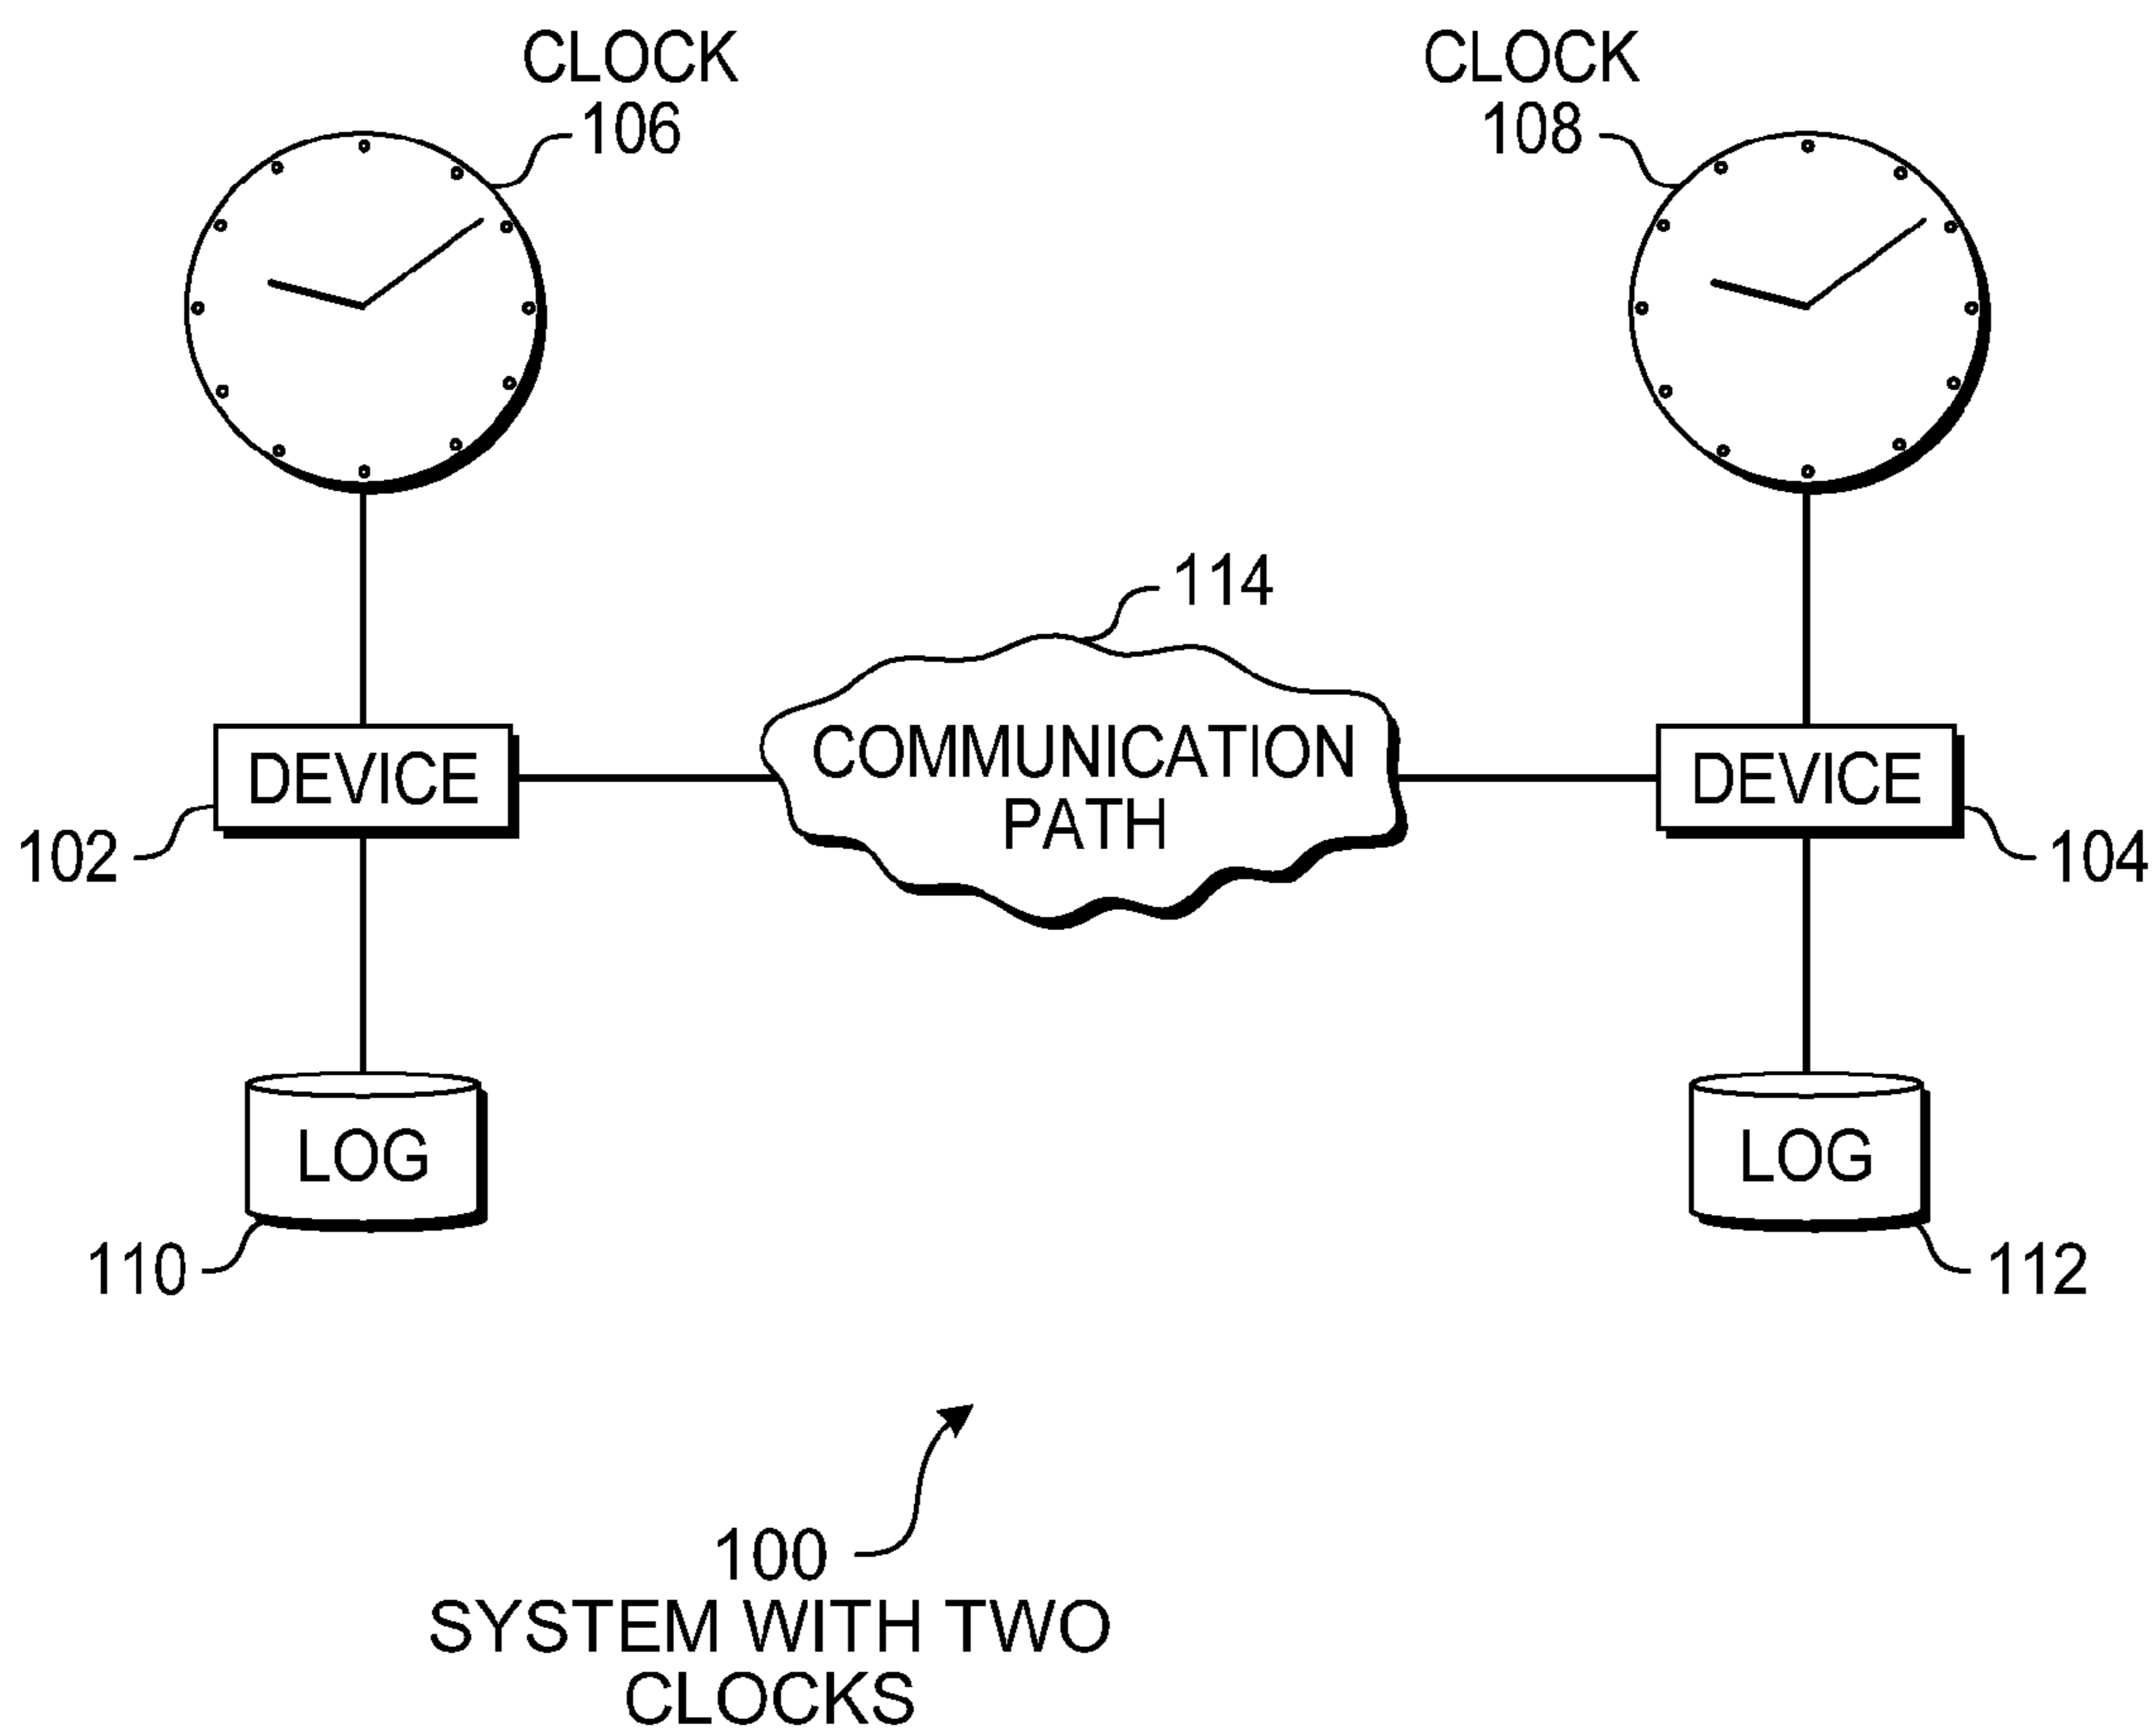 CLOCK
106
CLOCK
108
114
DEVICE
COMMUNICATION
PATH
DEVICE
102
104
LOG
LOG
110
112
100
SYSTEM WITH TWO
CLOCKS